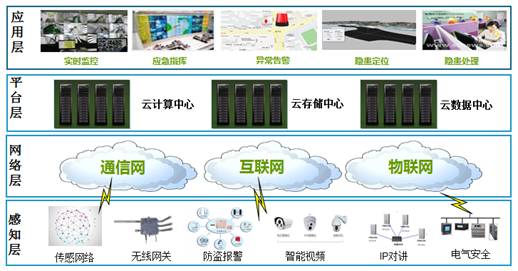 应用层
实时监控
应急指挥
异常告警
隐患定位
隐患处理
平台层
云计算中心
云存储中心
云数据中心
网络层
通信网
互联网
物联网
感知层
传感网络
无线网关
防盗报警
智能视频
IP对讲
电气安全